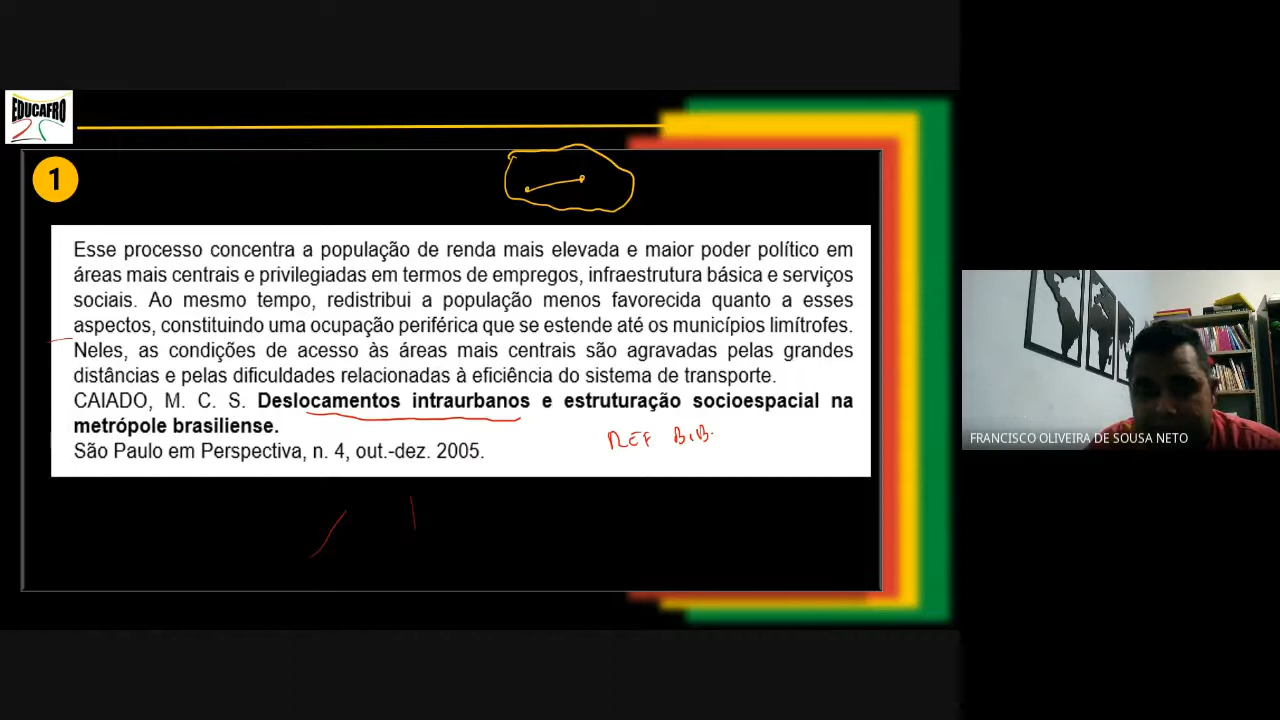 EDUCAFRO
1
Esse processo concentra a população de renda mais elevada e maior poder político em
áreas mais centrais e privilegiadas em termos de empregos, infraestrutura básica e serviços
sociais. Ao mesmo tempo, redistribui a população menos favorecida quanto a esses
aspectos, constituindo uma ocupação periférica que se estende até os municípios limítrofes.
Neles, as condições de acesso às áreas mais centrais são agravadas pelas grandes
distâncias e pelas dificuldades relacionadas à eficiência do sistema de transporte.
CAIADO, M. C. S. Deslocamentos intraurbanos e estruturação socioespacial na
metrópole brasiliense.
São Paulo em Perspectiva, n. 4, out.-dez. 2005.
REF BIB.
FRANCISCO OLIVEIRA DE SOUSA NETO